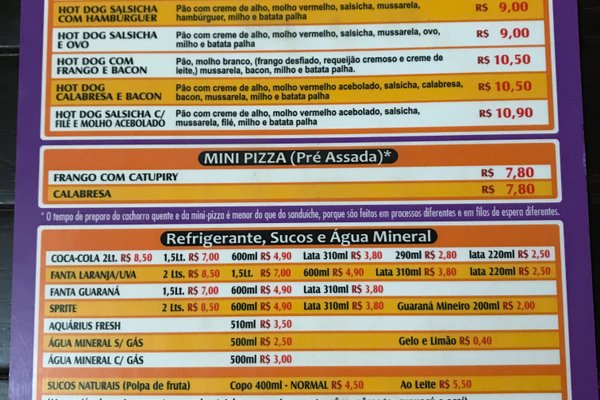 HOT DOG SALSICHA COM HAMBÚRGUER
Pão com creme de alho, molho vermelho, salsicha, mussarela, hambúrguer, milho e batata palha
R$ 9,00
HOT DOG SALSICHA E OVO
Pão com creme de alho, molho vermelho, salsicha, mussarela, ovo, milho e batata palha
R$ 9,00
HOT DOG COM FRANGO E BACON
Pão, molho branco, (frango desfiado, requeijão cremoso e creme de leite,) mussarela, bacon, milho e batata palha.
R$ 10,50
HOT DOG CALABRESA E BACON
Pão com creme de alho, molho vermelho acebolado, salsicha, calabresa, bacon, mussarela, milho e batata palha
R$ 10,50
HOT DOG SALSICHA C/ FILÉ E MOLHO ACEBOLADO
Pão com creme de alho, molho vermelho acebolado, salsicha, mussarela, filé, milho e batata palha
R$ 10,90
MINI PIZZA (Pré Assada)*
FRANGO COM CATUPIRY R$ 7,80
CALABRESA R$ 7,80
* O tempo de preparo do cachorro quente e da mini-pizza é menor do que do sanduiche, porque são feitos em processos diferentes e em filas de espera diferentes.
Refrigerante, Sucos e Água Mineral
COCA-COLA 2Lt. R$ 8,50 1,5Lt. R$ 7,00 600ml R$ 4,90 Lata 310ml R$ 3,80 290ml R$ 2,80 lata 220ml R$ 2,50
FANTA LARANJA/UVA 2 Lts. R$ 8,50 1,5Lt. R$ 7,00 600ml R$ 4,90 Lata 310ml R$ 3,80 lata 220ml R$ 2,50
FANTA GUARANÁ 1,5Lt. R$ 7,00 600ml R$ 4,90 Lata 310ml R$ 3,80
SPRITE 2 Lts. R$ 8,50 600ml R$ 4,90 Lata 310ml R$ 3,80 Guaraná Mineiro 200ml R$ 2,00
AQUÁRIUS FRESH 510ml R$ 3,50
ÁGUA MINERAL S/ GÁS 500ml R$ 2,50 Gelo e Limão R$ 0,40
ÁGUA MINERAL C/ GÁS 500ml R$ 3,00
SUCOS NATURAIS (Polpa de fruta) Copo 400ml - NORMAL R$ 4,50 Ao Leite R$ 5,50